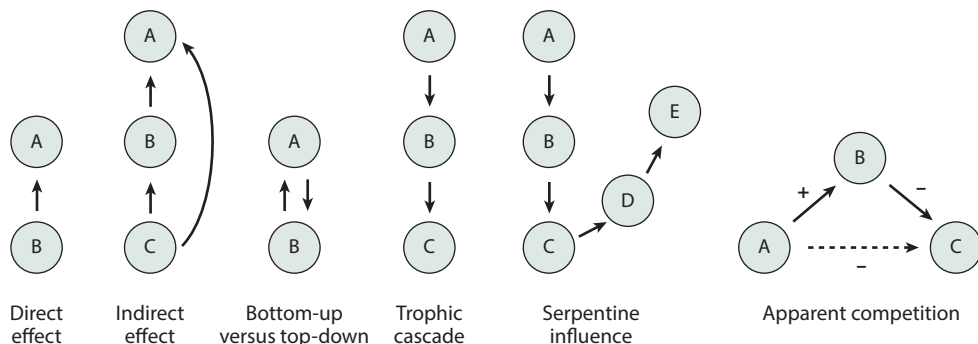 A
B
A
B
C
A
B
A
B
C
A
B
C
D
E
A
+
B
–
C
–
Direct
effect
Indirect
effect
Bottom-up
versus top-down
Trophic
cascade
Serpentine
influence
Apparent competition